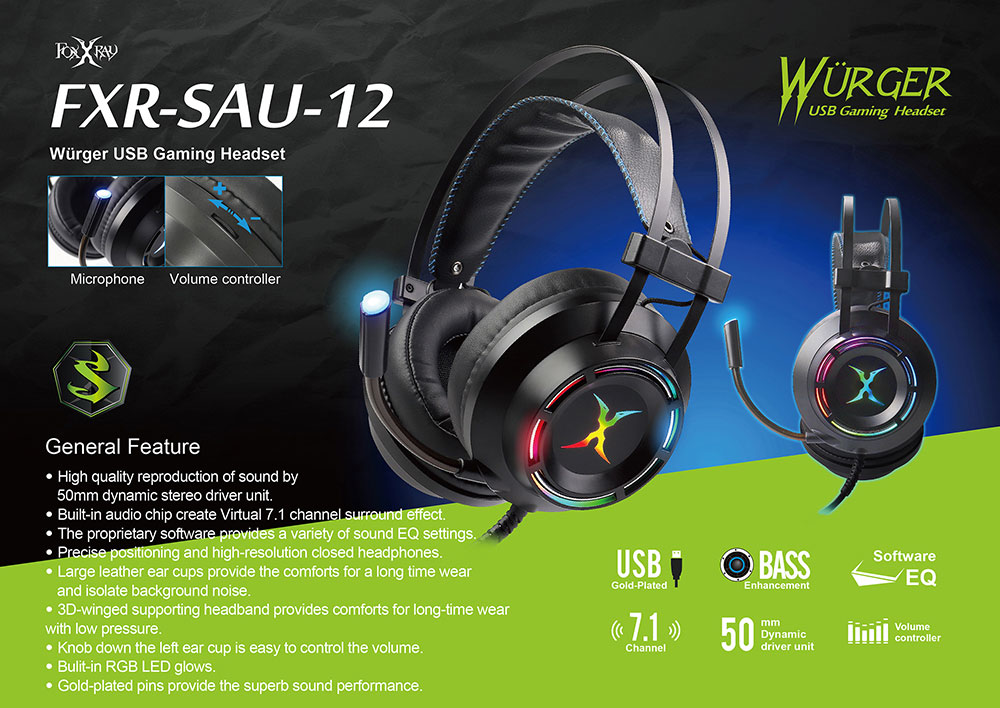 FOXXRAY
FXR-SAU-12
Würger USB Gaming Headset
WÜRGER
USB Gaming Headset
+
-
Microphone
Volume controller
General Feature
• High quality reproduction of sound by
50mm dynamic stereo driver unit.
• Built-in audio chip create Virtual 7.1 channel surround effect.
• The proprietary software provides a variety of sound EQ settings.
• Precise positioning and high-resolution closed headphones.
• Large leather ear cups provide the comforts for a long time wear
and isolate background noise.
• 3D-winged supporting headband provides comforts for long-time wear
with low pressure.
• Knob down the left ear cup is easy to control the volume.
• Bulit-in RGB LED glows.
• Gold-plated pins provide the superb sound performance.
USB
Gold-Plated
BASS
Enhancement
Software
EQ
7.1
Channel
50 mm
Dynamic
driver unit
Volume
controller